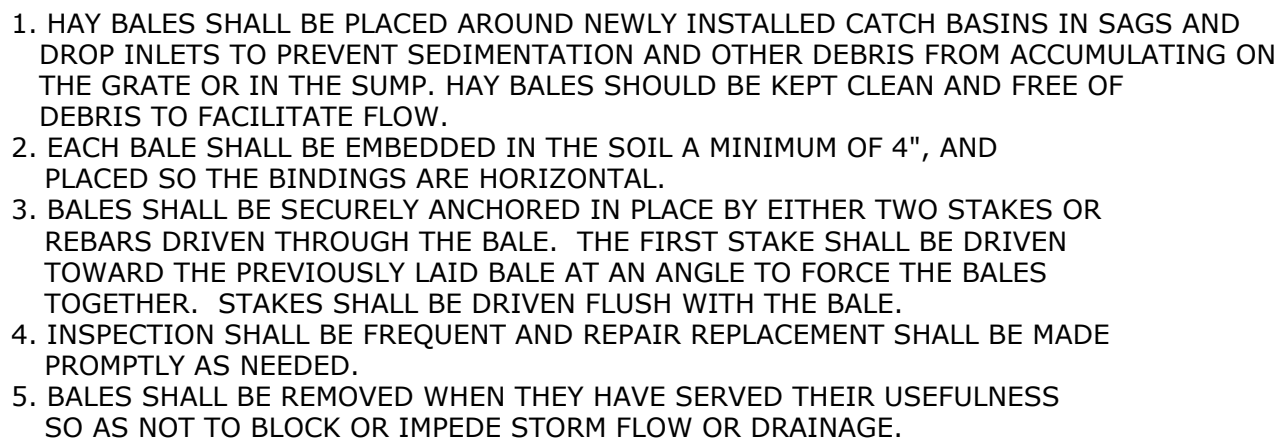 1. HAY BALES SHALL BE PLACED AROUND NEWLY INSTALLED CATCH BASINS IN SAGS AND
DROP INLETS TO PREVENT SEDIMENTATION AND OTHER DEBRIS FROM ACCUMULATING ON
THE GRATE OR IN THE SUMP. HAY BALES SHOULD BE KEPT CLEAN AND FREE OF
DEBRIS TO FACILITATE FLOW.
2. EACH BALE SHALL BE EMBEDDED IN THE SOIL A MINIMUM OF 4", AND
PLACED SO THE BINDINGS ARE HORIZONTAL.
3. BALES SHALL BE SECURELY ANCHORED IN PLACE BY EITHER TWO STAKES OR
REBARS DRIVEN THROUGH THE BALE.  THE FIRST STAKE SHALL BE DRIVEN
TOWARD THE PREVIOUSLY LAID BALE AT AN ANGLE TO FORCE THE BALES
TOGETHER.  STAKES SHALL BE DRIVEN FLUSH WITH THE BALE.
4. INSPECTION SHALL BE FREQUENT AND REPAIR REPLACEMENT SHALL BE MADE
PROMPTLY AS NEEDED.
5. BALES SHALL BE REMOVED WHEN THEY HAVE SERVED THEIR USEFULNESS
SO AS NOT TO BLOCK OR IMPEDE STORM FLOW OR DRAINAGE.